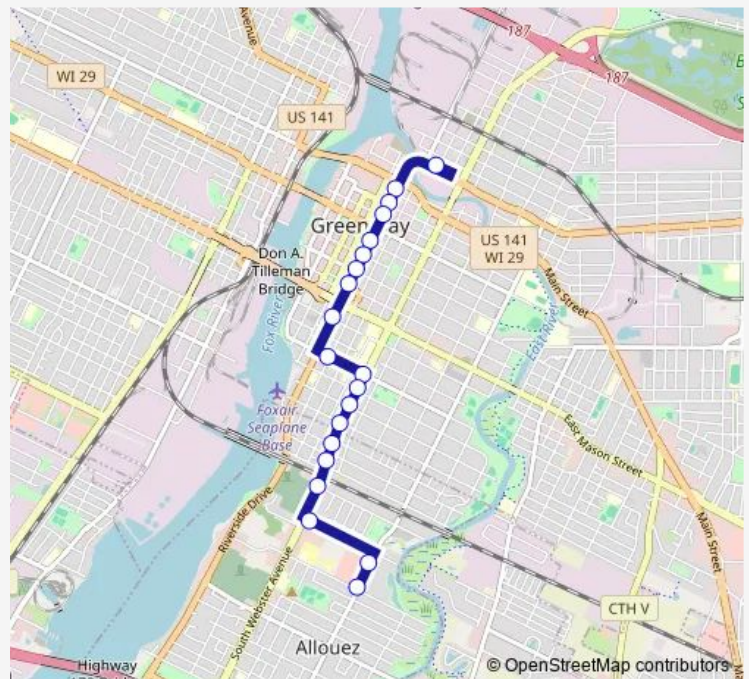 187
Avenue
WI 29
187
US 141
Green Bay
US 141
WI 29
Don A.
Tilleman
Bridge
Main Street
Fox River
East River
Foxair
Seaplane
Base
East Mason Street
Riverside Drive
Main Street
South Webster Avenue
CTH V
Allouez
Highway
© OpenStreetMap contributors